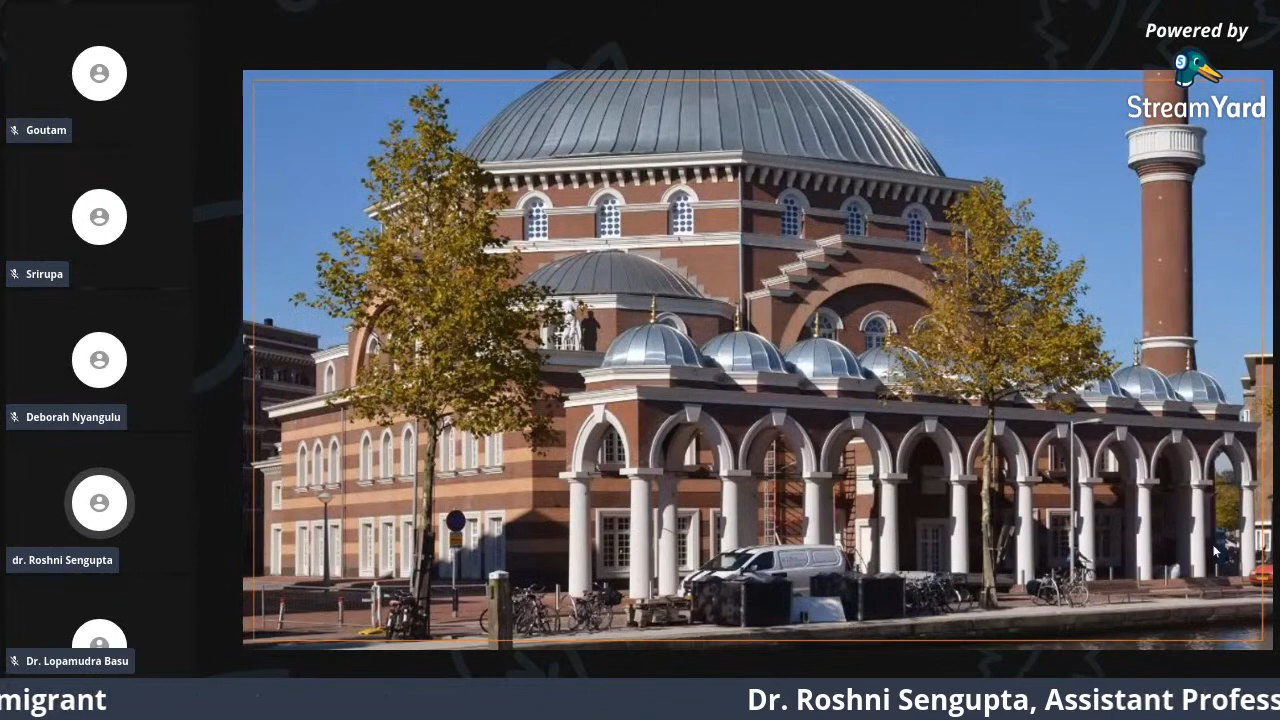 Powered by
StreamYard
Goutam
Srirupa
Deborah Nyangulu
dr. Roshni Sengupta
Dr. Lopamudra Basu
migrant
Dr. Roshni Sengupta, Assistant Profess